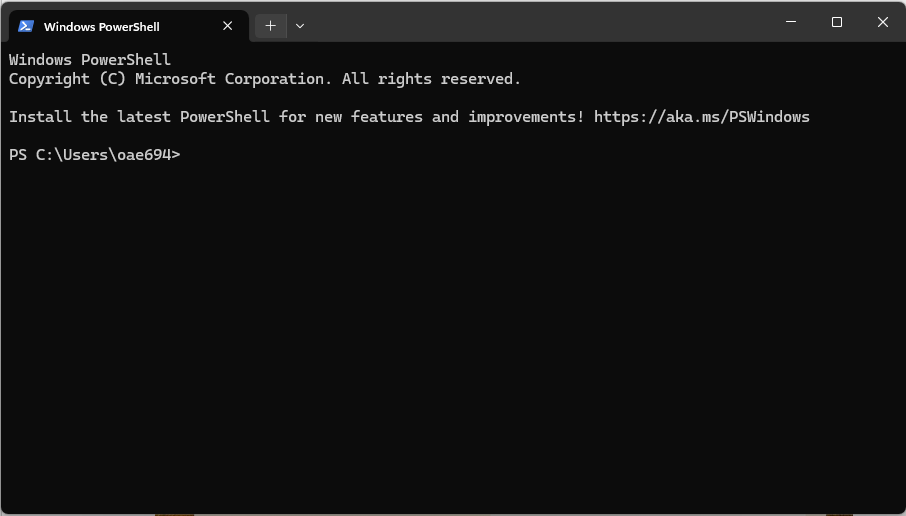 Windows PowerShell
Windows PowerShell
Copyright (C) Microsoft Corporation. All rights reserved.
Install the latest PowerShell for new features and improvements! https://aka.ms/PSWindows
PS C:\Users\oae694>